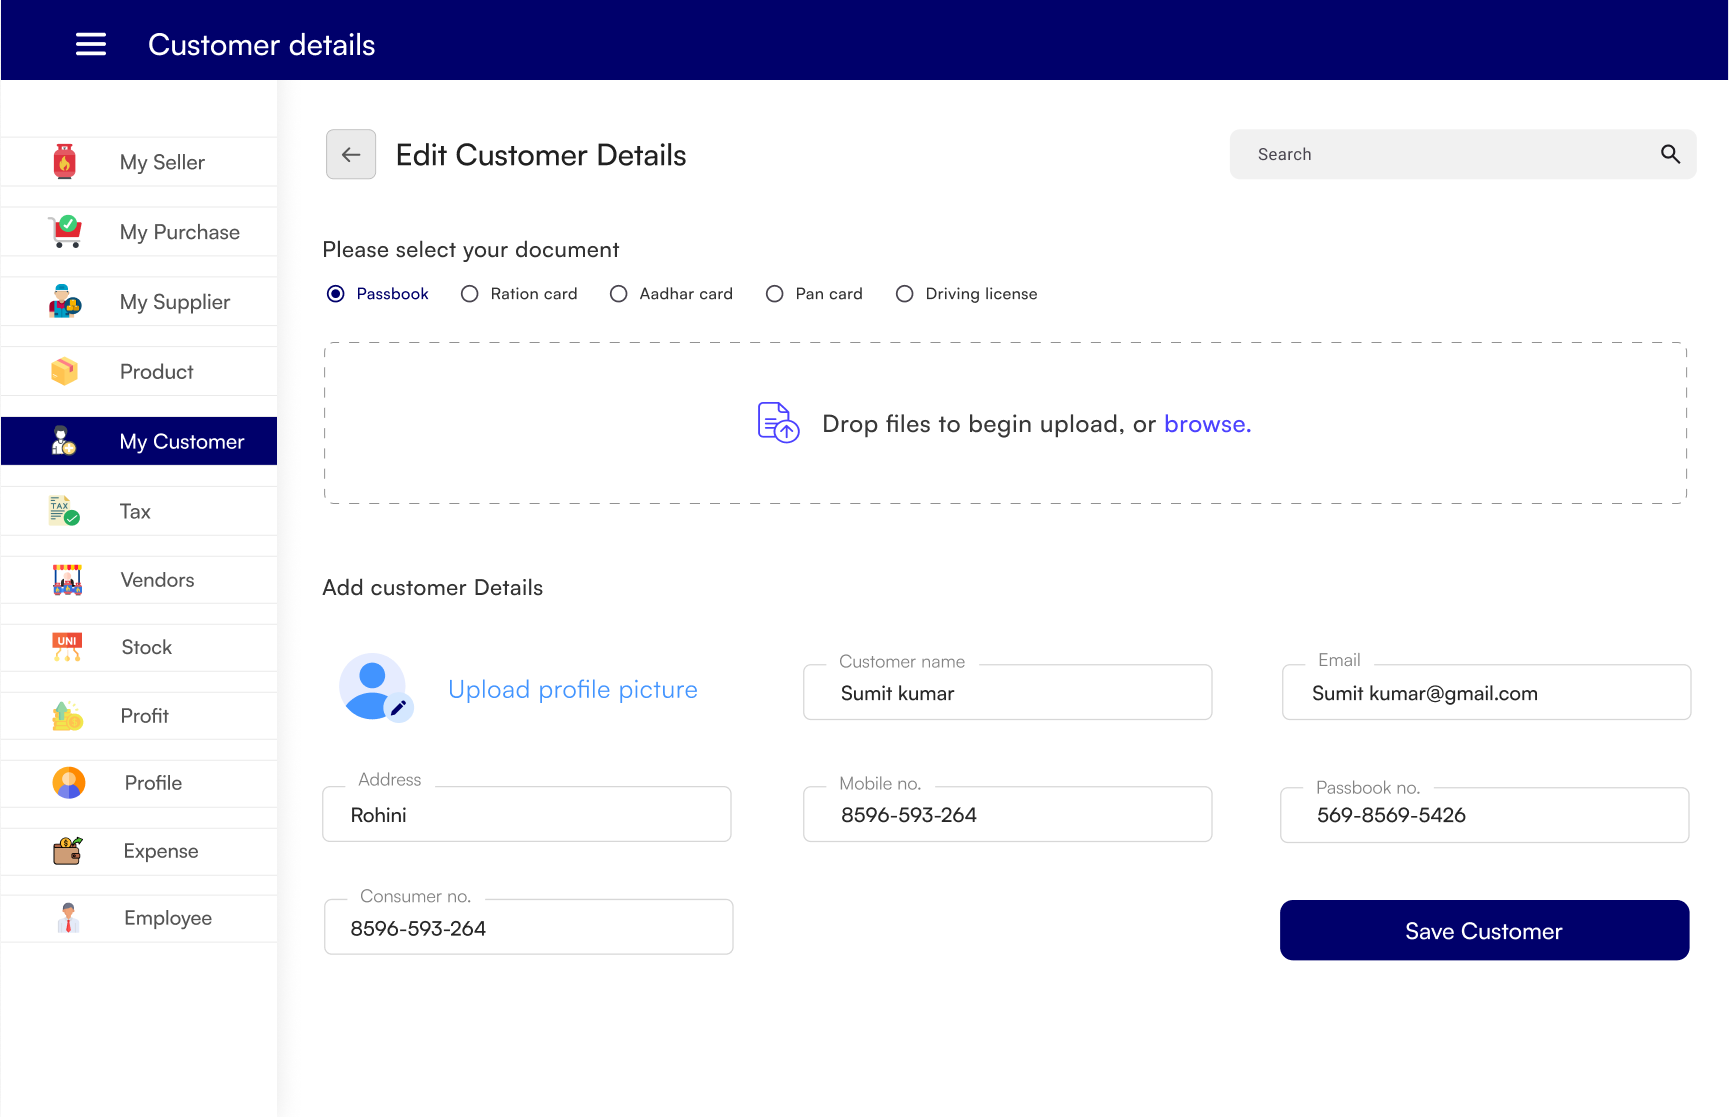 Customer details
My Seller
My Purchase
My Supplier
Product
My Customer
TAX
Tax
Vendors
UNI
Stock
Profit
Profile
Expense
Employee
Edit Customer Details
Search
Please select your document
Passbook Ration card Aadhar card Pan card Driving license
Drop files to begin upload, or browse.
Add customer Details
Upload profile picture
Customer name
Sumit kumar
Email
Sumit kumar@gmail.com
Address
Rohini
Mobile no.
8596-593-264
Passbook no.
569-8569-5426
Consumer no.
8596-593-264
Save Customer